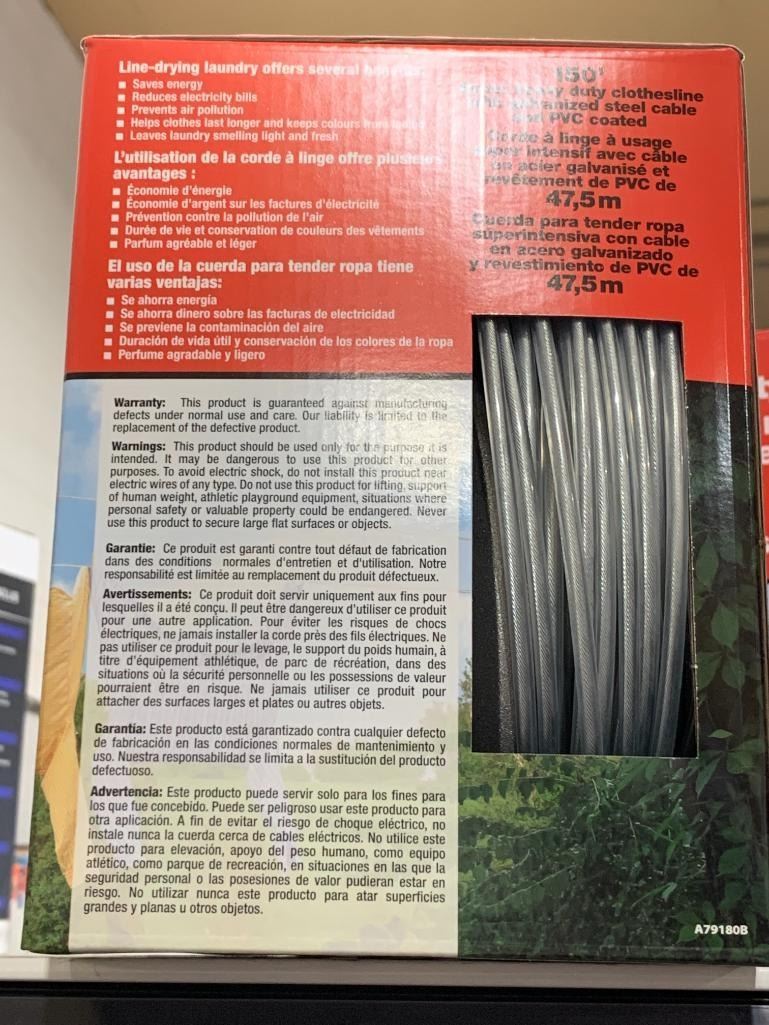 Line-drying laundry offers several benefits:
Saves energy
Reduces electricity bills
Prevents air pollution
Helps clothes last longer and keeps colours from fading
Leaves laundry smelling light and fresh
L'utilisation de la corde à linge offre plusieurs
avantages :
Économie d'énergie
Économie d'argent sur les factures d'électricité
Prévention contre la pollution de l'air
Durée de vie et conservation de couleurs des vêtements
Parfum agréable et léger
El uso de la cuerda para tender ropa tiene
varias ventajas:
Se ahorra energía
Se ahorra dinero sobre las facturas de electricidad
Se previene la contaminación del aire
Duración de vida útil y conservación de los colores de la ropa
Perfume agradable y ligero
150'
heavy duty clothesline
galvanized steel cable
and PVC coated
Corde à linge à usage
super intensif avec câble
en acier galvanisé et
revêtement de PVC de
47,5m
Cuerda para tender ropa
superintensiva con cable
en acero galvanizado
y revestimiento de PVC de
47,5m
Warranty: This product is guaranteed against manufacturing
defects under normal use and care. Our liability is limited to the
replacement of the defective product.
Warnings: This product should be used only for the purpose it is
intended. It may be dangerous to use this product for other
purposes. To avoid electric shock, do not install this product near
electric wires of any type. Do not use this product for lifting, support
of human weight, athletic playground equipment, situations where
personal safety or valuable property could be endangered. Never
use this product to secure large flat surfaces or objects.
Garantie: Ce produit est garanti contre tout défaut de fabrication
dans des conditions normales d'entretien et d'utilisation. Notre
responsabilité est limitée au remplacement du produit défectueux.
Avertissements: Ce produit doit servir uniquement aux fins pour
lesquelles il a été conçu. Il peut être dangereux d'utiliser ce produit
pour une autre application. Pour éviter les risques de chocs
électriques, ne jamais installer la corde près des fils électriques. Ne
pas utiliser ce produit pour le levage, le support du poids humain, à
titre d'équipement athlétique, de parc de récréation, dans des
situations où la sécurité personnelle ou les possessions de valeur
pourraient être en risque. Ne jamais utiliser ce produit pour
attacher des surfaces larges et plates ou autres objets.
Garantía: Este producto está garantizado contra cualquier defecto
de fabricación en las condiciones normales de mantenimiento y
uso. Nuestra responsabilidad se limita a la sustitución del producto
defectuoso.
Advertencia: Este producto puede servir solo para los fines para
los que fue concebido. Puede ser peligroso usar este producto para
otra aplicación. A fin de evitar el riesgo de choque eléctrico, no
instale nunca la cuerda cerca de cables eléctricos. No utilice este
producto para elevación, apoyo del peso humano, como equipo
atlético, como parque de recreación, en situaciones en las que la
seguridad personal o las posesiones de valor pudieran estar en
riesgo. No utilizar nunca este producto para atar superficies
grandes y planas u otros objetos.
A79180B